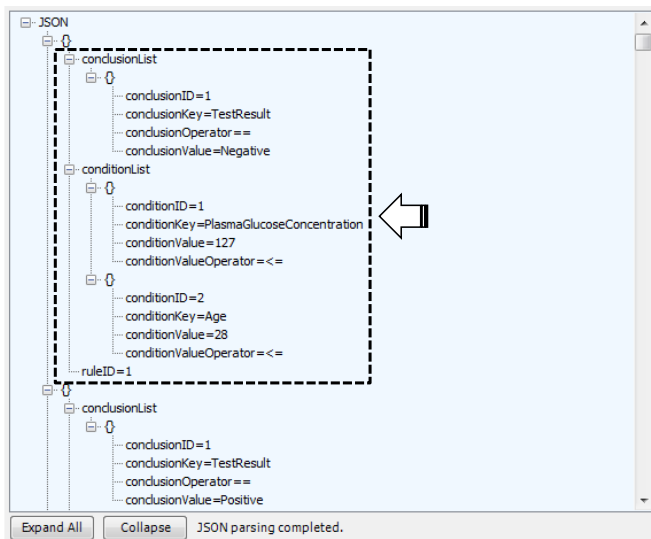 JSON
{}
conclusionList
{}
conclusionID=1
conclusionKey=TestResult
conclusionOperator==
conclusionValue=Negative
conditionList
{}
conditionID=1
conditionKey=PlasmaGlucoseConcentration
conditionValue=127
conditionValueOperator=<=
{}
conditionID=2
conditionKey=Age
conditionValue=28
conditionValueOperator=<=
ruleID=1
{}
conclusionList
{}
conclusionID=1
conclusionKey=TestResult
conclusionOperator==
conclusionValue=Positive
Expand All Collapse JSON parsing completed.